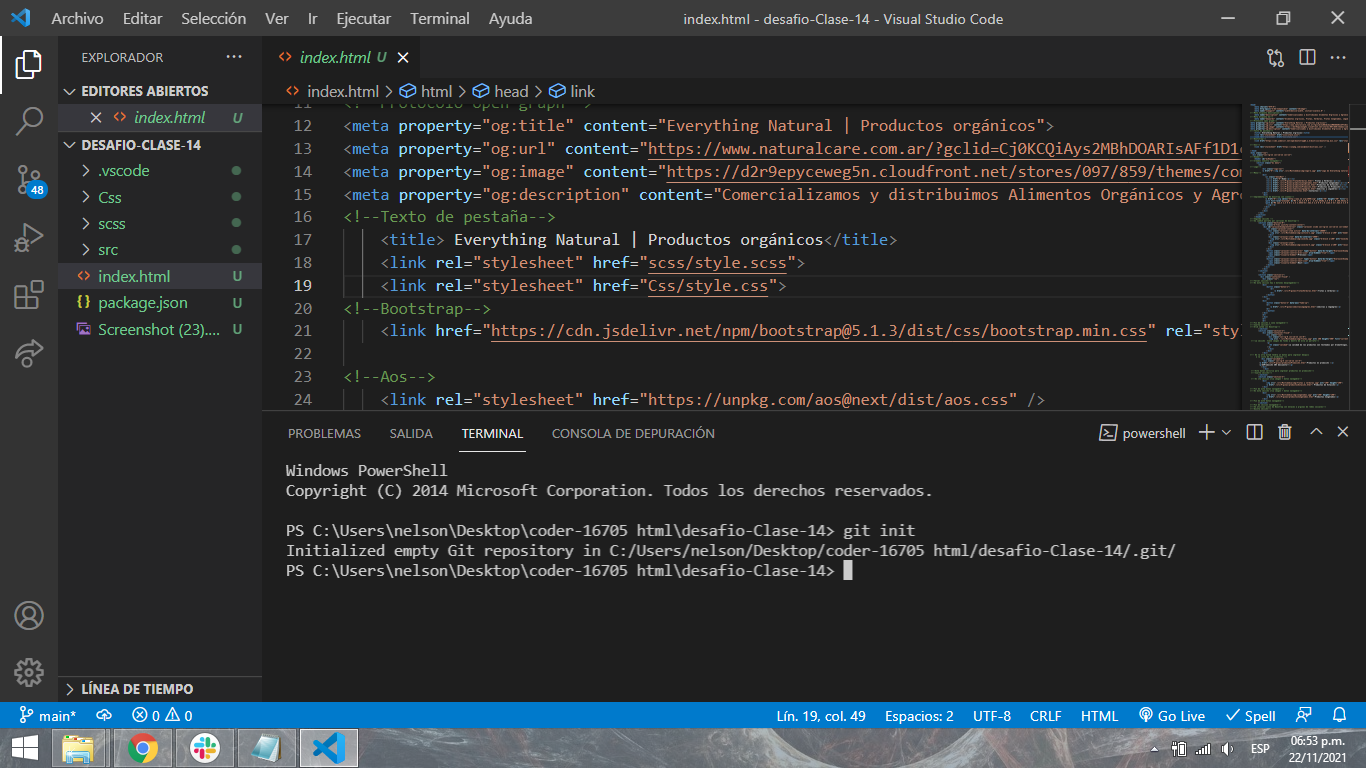 Archivo Editar Selección Ver Ir Ejecutar Terminal Ayuda
index.html - desafio-Clase-14 - Visual Studio Code
EXPLORADOR
index.html U
EDITORES ABIERTOS
index.html > html > head > link
index.html U
DESAFIO-CLASE-14
.vscode
Css
48
scss
src
index.html U
package.json U
Screenshot (23).... U
11 <!--Protocolo open graph-->
12 <meta property="og:title" content="Everything Natural | Productos orgánicos">
13 <meta property="og:url" content="https://www.naturalcare.com.ar/?gclid=Cj0KCQiAys2MBhDOARIsAFf1D1
14 <meta property="og:image" content="https://d2r9epyceweg5n.cloudfront.net/stores/097/859/themes/com
15 <meta property="og:description" content="Comercializamos y distribuimos Alimentos Orgánicos y Agr
16 <!--Texto de pestaña-->
17 <title> Everything Natural | Productos orgánicos</title>
18 <link rel="stylesheet" href="scss/style.scss">
19 <link rel="stylesheet" href="Css/style.css">
20 <!--Bootstrap-->
21 <link href="https://cdn.jsdelivr.net/npm/bootstrap@5.1.3/dist/css/bootstrap.min.css" rel="styl
22
23 <!--Aos-->
24 <link rel="stylesheet" href="https://unpkg.com/aos@next/dist/aos.css" />
PROBLEMAS SALIDA TERMINAL CONSOLA DE DEPURACIÓN
powershell
Windows PowerShell
Copyright (C) 2014 Microsoft Corporation. Todos los derechos reservados.
PS C:\Users\nelson\Desktop\coder-16705 html\desafio-Clase-14> git init
Initialized empty Git repository in C:/Users/nelson/Desktop/coder-16705 html/desafio-Clase-14/.git/
PS C:\Users\nelson\Desktop\coder-16705 html\desafio-Clase-14>
LÍNEA DE TIEMPO
main* 0 0 Lín. 19, col. 49 Espacios: 2 UTF-8 CRLF HTML Go Live Spell
ESP
06:53 p.m.
22/11/2021